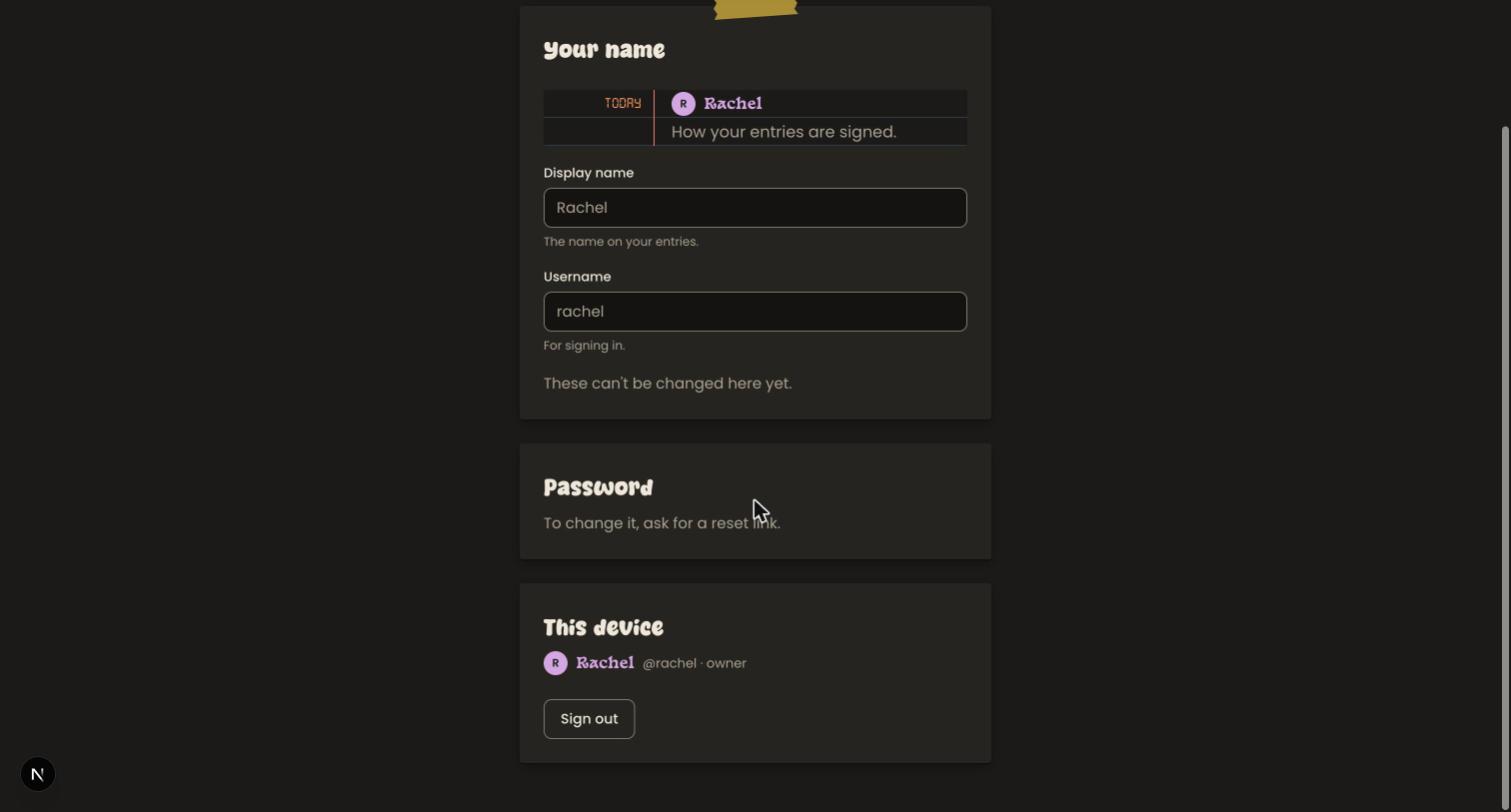 Your name
TODAY
R Rachel
How your entries are signed.
Display name
Rachel
The name on your entries.
Username
rachel
For signing in.
These can't be changed here yet.
Password
To change it, ask for a reset link.
This device
R Rachel @rachel · owner
Sign out
N